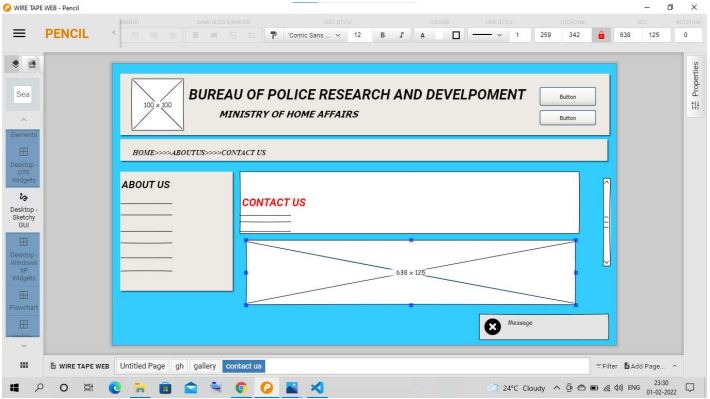 WIRE TAPE WEB - Pencil
SAME SIZES & SPACES TEXT STYLE COLORS LINE STYLE LOCATION SIZE ROTATION
PENCIL
'Comic Sans ... 12 B I A 1 259 342 638 125 0
Sea
Elements
Desktop - GTK Widgets
Desktop - Sketchy GUI
Desktop - Windows XP Widgets
Flowchart
Properties
100 x 100
BUREAU OF POLICE RESEARCH AND DEVELPOMENT
MINISTRY OF HOME AFFAIRS
Button
Button
HOME>>>>ABOUTUS>>>>CONTACT US
ABOUT US
CONTACT US
638 x 125
Message
WIRE TAPE WEB Untitled Page gh gallery contact us Filter Add Page...
24°C Cloudy ENG 23:30
01-02-2022